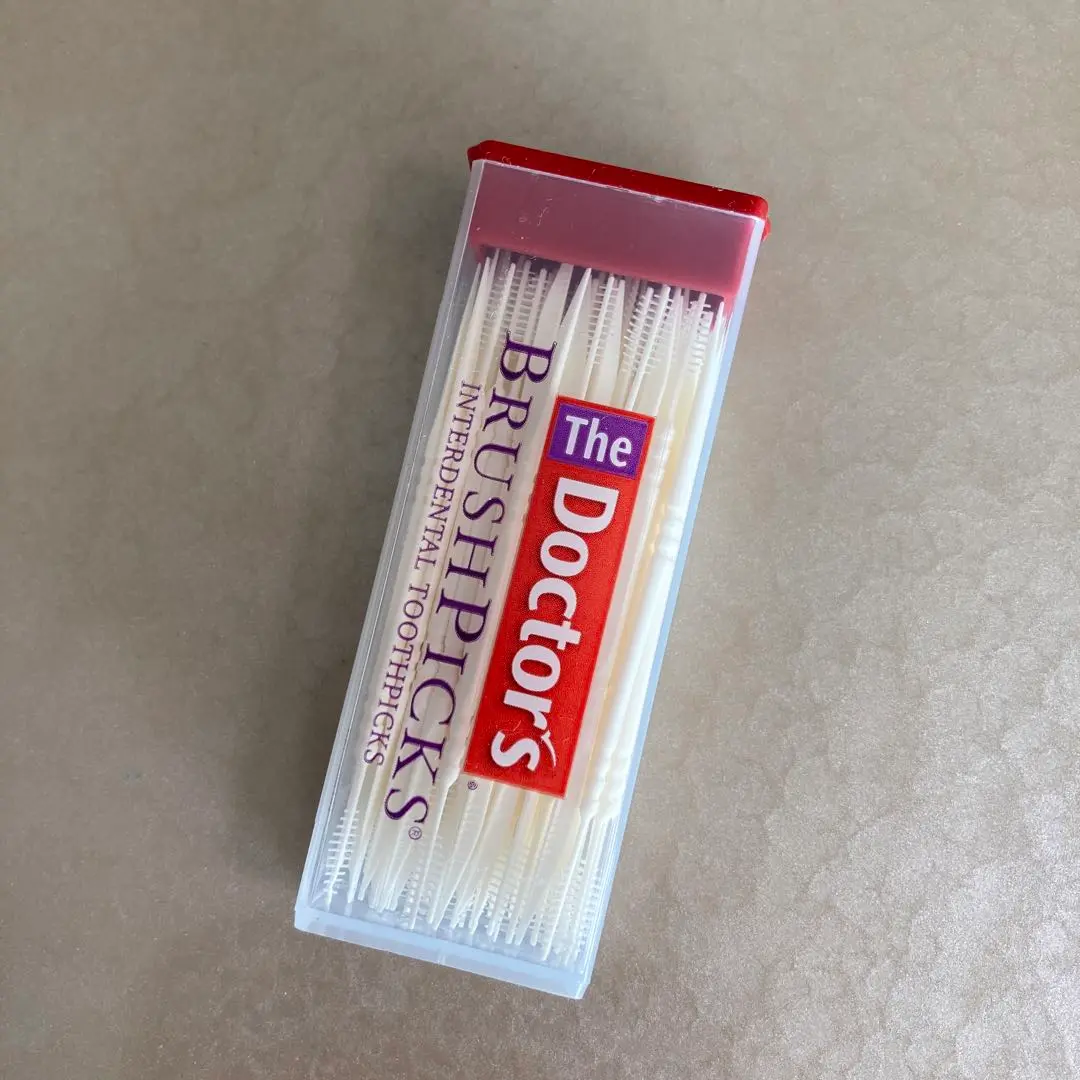 The Doctor's®
BRUSHPICKS®
INTERDENTAL TOOTHPICKS